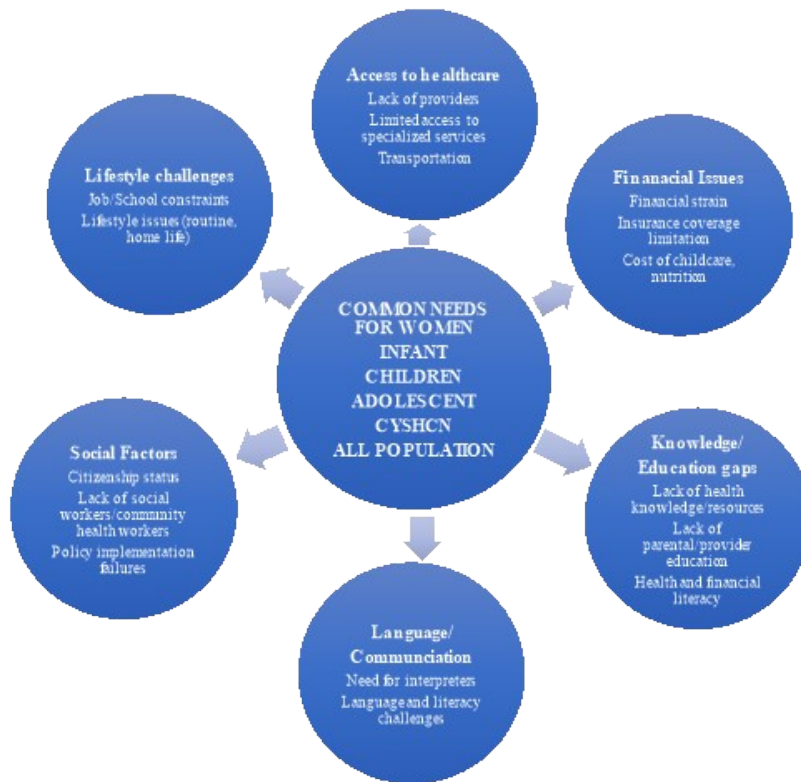 Access to healthcare
Lack of providers
Limited access to
specialized services
Transportation
Finanacial Issues
Financial strain
Insurance coverage
limitation
Cost of childcare,
nutrition
Knowledge/
Education gaps
Lack of health
knowledge/resources
Lack of
parental/provider
education
Health and financial
literacy
Language/
Communciation
Need for interpreters
Language and literacy
challenges
Social Factors
Citizenship status
Lack of social
workers/community
health workers
Policy implementation
failures
Lifestyle challenges
Job/School constraints
Lifestyle issues (routine,
home life)
COMMON NEEDS
FOR WOMEN
INFANT
CHILDREN
ADOLESCENT
CYSHCN
ALL POPULATION